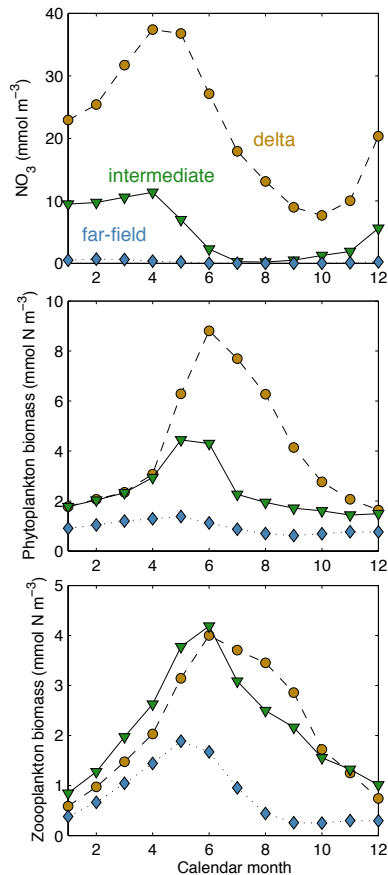 40
30
20
10
0
NO3 (mmol m−3)
delta
intermediate
far-field
2 4 6 8 10 12
10
8
6
4
2
0
Phytoplankton biomass (mmol N m−3)
2 4 6 8 10 12
5
4
3
2
1
0
Zoooplankton biomass (mmol N m−3)
2 4 6 8 10 12
Calendar month